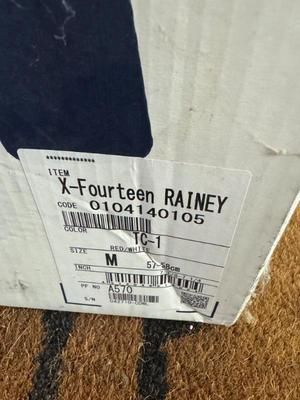 ITEM
X-Fourteen RAINEY
CODE 0104140105
COLOR TC-1
RED/WHITE
SIZE M 57-58cm
INCH
PF NO A570
S/N